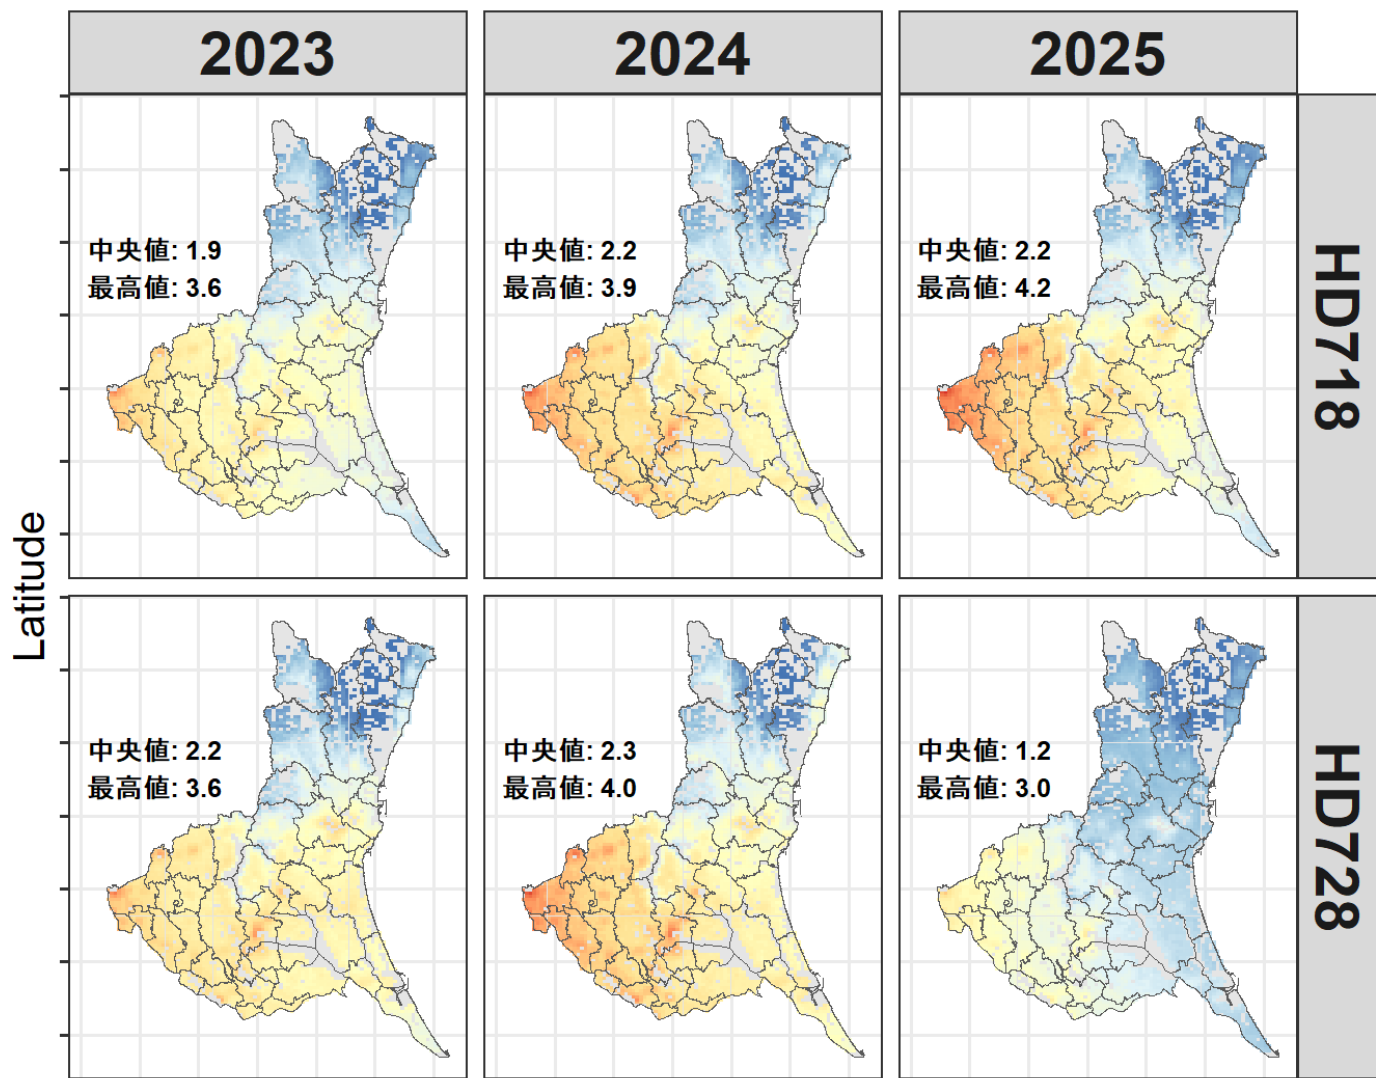 2023
2024
2025
中央値: 1.9
最高値: 3.6
中央値: 2.2
最高値: 3.9
中央値: 2.2
最高値: 4.2
HD718
Latitude
中央値: 2.2
最高値: 3.6
中央値: 2.3
最高値: 4.0
中央値: 1.2
最高値: 3.0
HD728